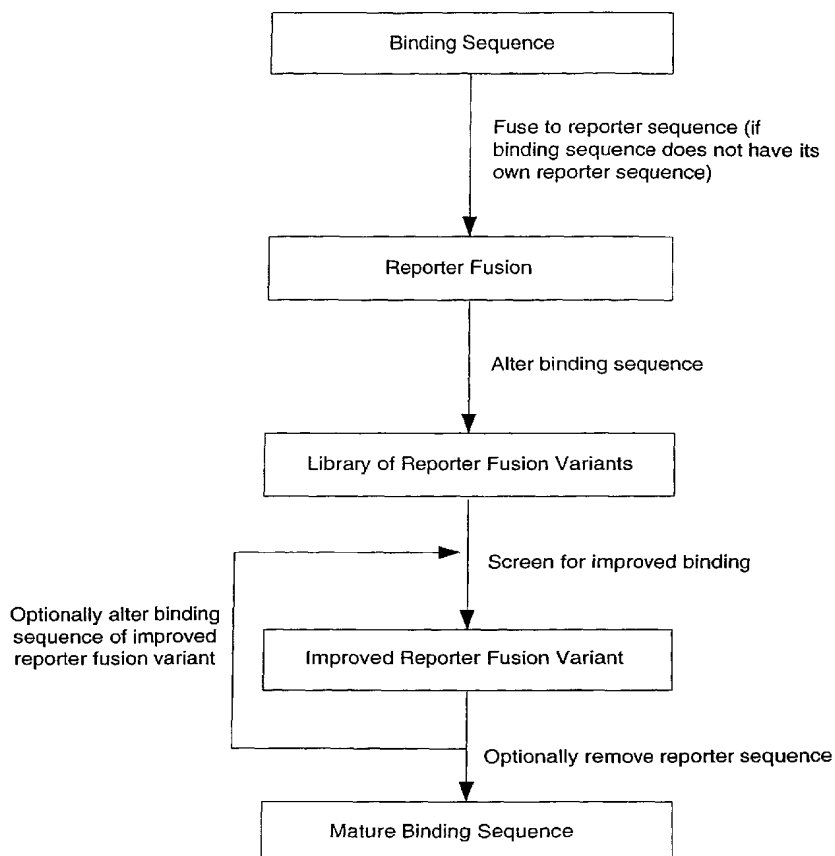 Binding Sequence
Fuse to reporter sequence (if
binding sequence does not have its
own reporter sequence)
Reporter Fusion
Alter binding sequence
Library of Reporter Fusion Variants
Screen for improved binding
Optionally alter binding
sequence of improved
reporter fusion variant
Improved Reporter Fusion Variant
Optionally remove reporter sequence
Mature Binding Sequence